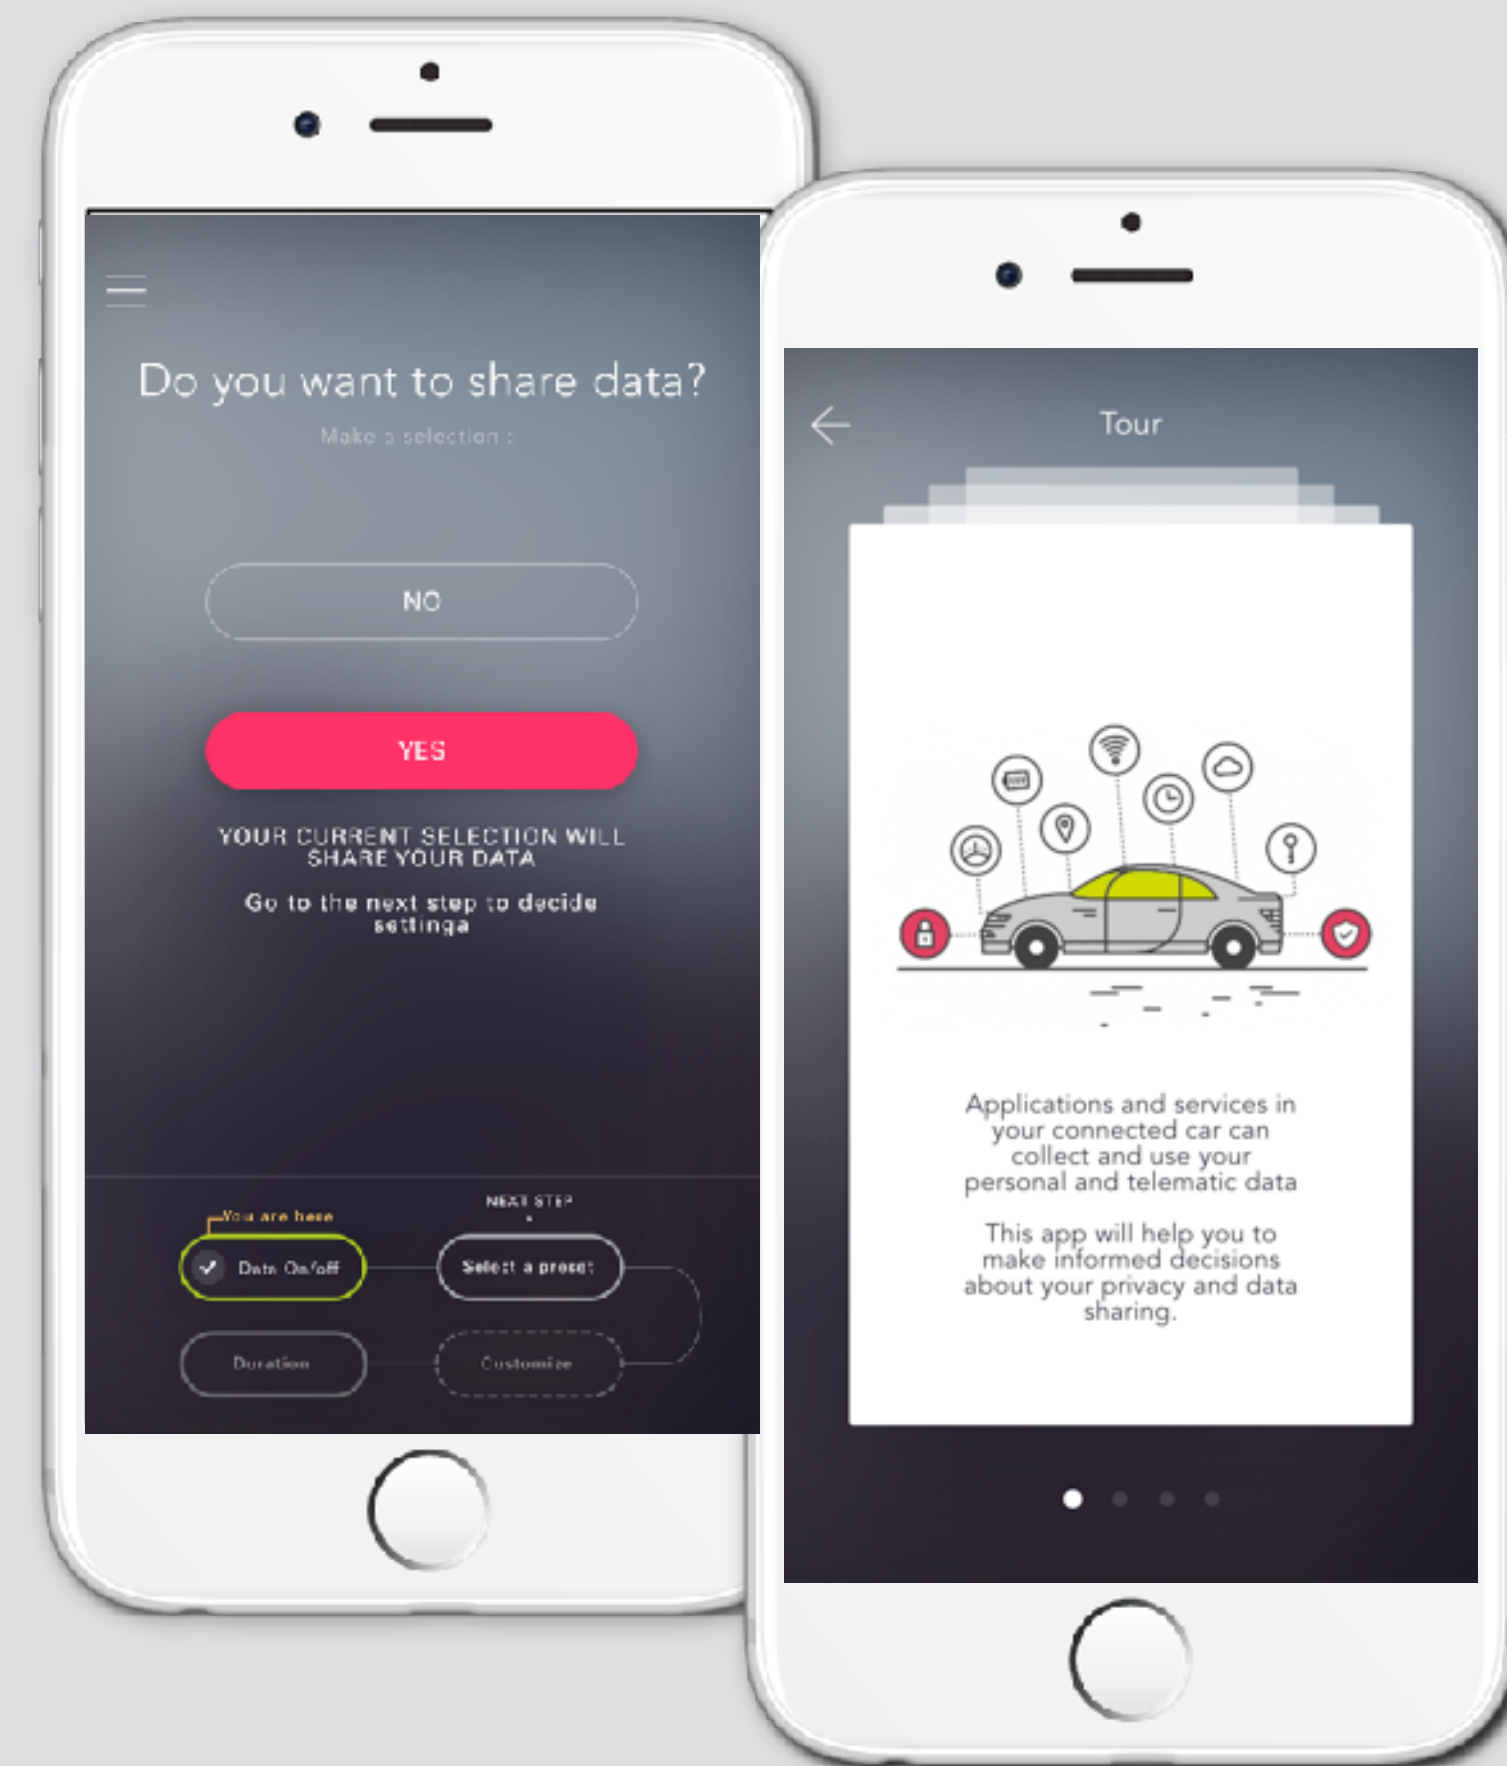 Do you want to share data?
Make a selection :
NO
YES
YOUR CURRENT SELECTION WILL
SHARE YOUR DATA
Go to the next step to decide
settinga
You are here
NEXT STEP
Data On/off
Select a preset
Duration
Customize
Tour
Applications and services in
your connected car can
collect and use your
personal and telematic data
This app will help you to
make informed decisions
about your privacy and data
sharing.